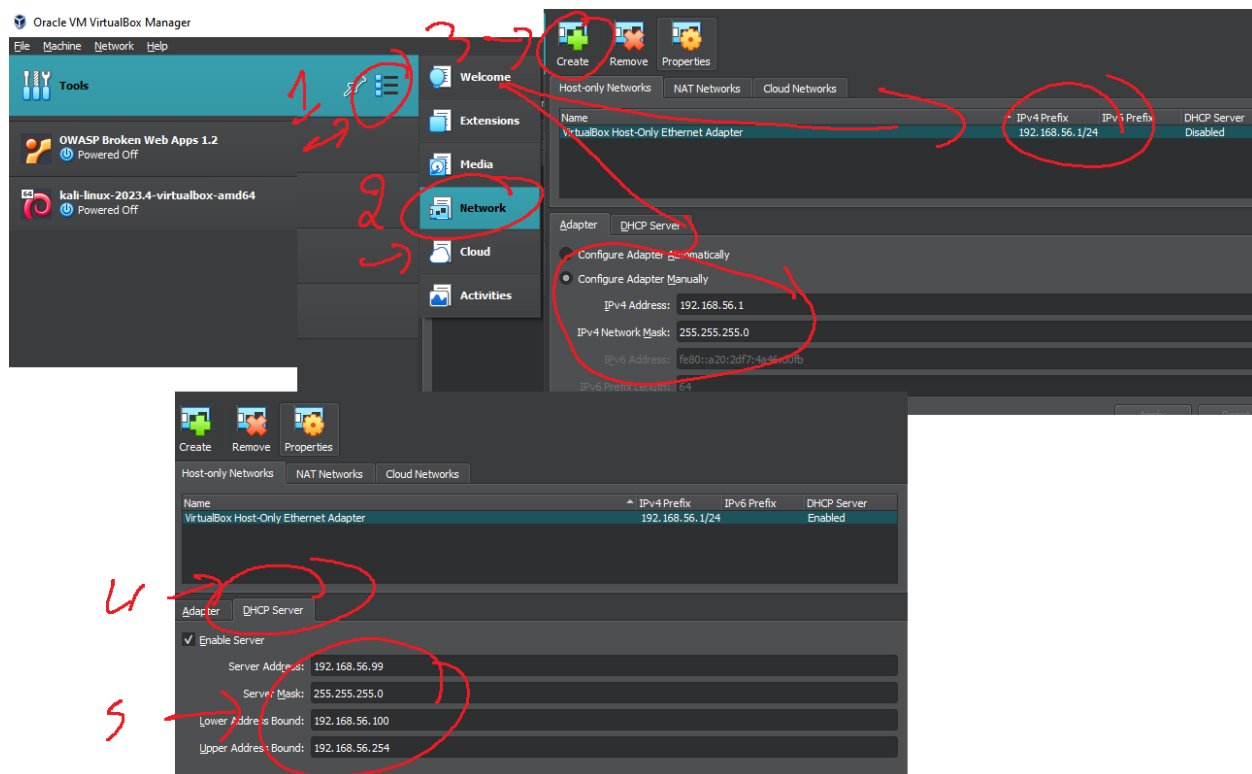 Oracle VM VirtualBox Manager
File Machine Network Help
Tools
OWASP Broken Web Apps 1.2
Powered Off
64
kali-linux-2023.4-virtualbox-amd64
Powered Off
1
2
3
Welcome
Extensions
Media
Network
Cloud
Activities
Create Remove Properties
Host-only Networks NAT Networks Cloud Networks
Name IPv4 Prefix IPv6 Prefix DHCP Server
VirtualBox Host-Only Ethernet Adapter 192.168.56.1/24 Disabled
Adapter DHCP Server
Configure Adapter Automatically
Configure Adapter Manually
IPv4 Address: 192.168.56.1
IPv4 Network Mask: 255.255.255.0
IPv6 Address:
IPv6 Prefix Length: 64
Create Remove Properties
Host-only Networks NAT Networks Cloud Networks
Name IPv4 Prefix IPv6 Prefix DHCP Server
VirtualBox Host-Only Ethernet Adapter 192.168.56.1/24 Enabled
4
Adapter DHCP Server
Enable Server
Server Address: 192.168.56.99
Server Mask: 255.255.255.0
5
Lower Address Bound: 192.168.56.100
Upper Address Bound: 192.168.56.254